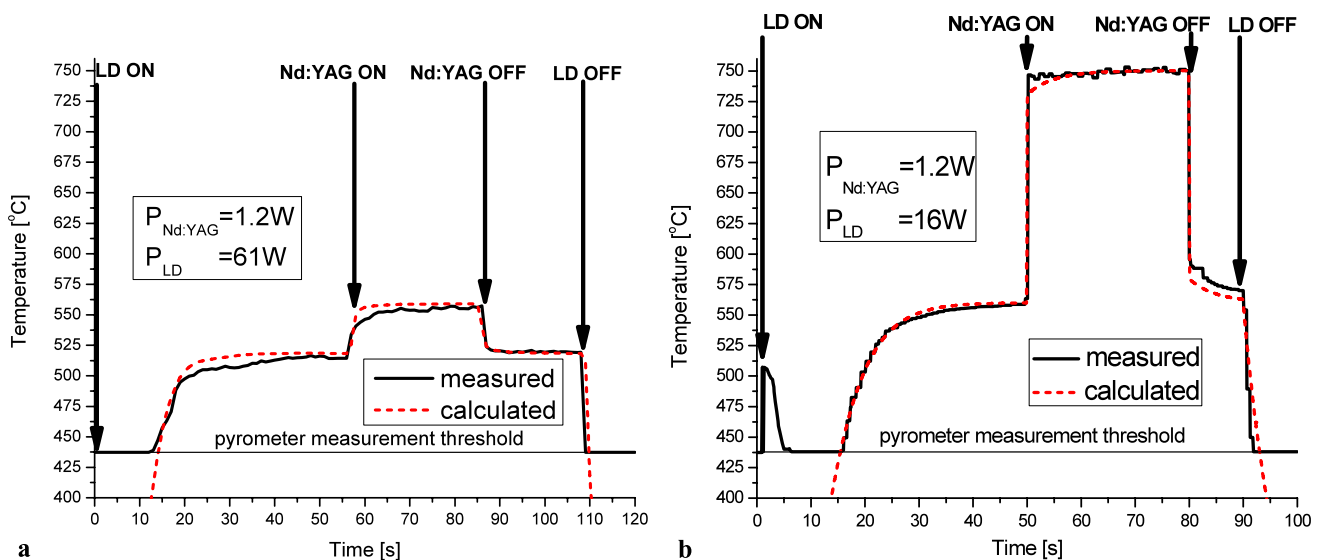 LD ON
Nd:YAG ON
Nd:YAG OFF
LD OFF
750
725
700
675
650
625
600
575
550
525
500
475
450
425
400
Temperature [°C]
P Nd:YAG =1.2W
P LD =61W
measured
calculated
pyrometer measurement threshold
0 10 20 30 40 50 60 70 80 90 100 110 120
Time [s]
a
LD ON
Nd:YAG ON
Nd:YAG OFF
LD OFF
750
725
700
675
650
625
600
575
550
525
500
475
450
425
400
Temperature [°C]
P Nd:YAG =1.2W
P LD =16W
measured
calculated
pyrometer measurement threshold
0 10 20 30 40 50 60 70 80 90 100
Time [s]
b